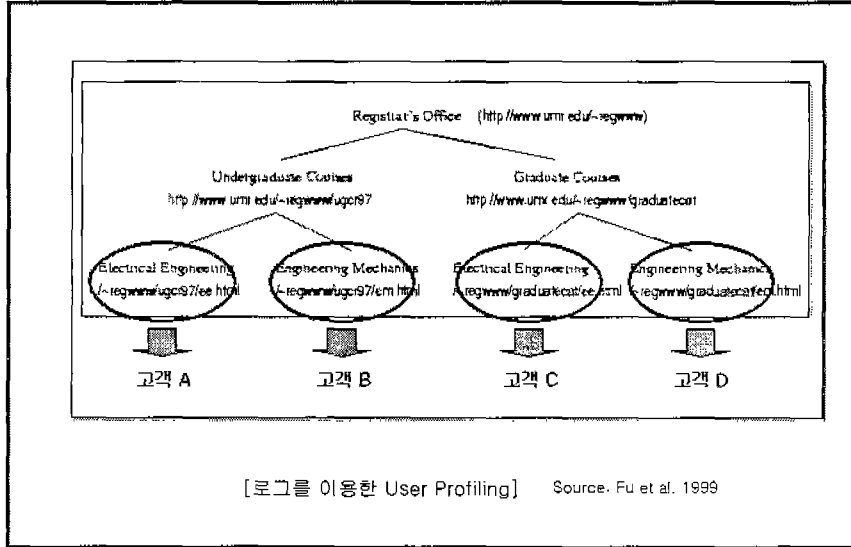 Registrar's Office (http://www.umr.edu/~regwww)
Undergraduate Courses Graduate Courses
http://www.umr.edu/~regwww/ugcr97 http://www.umr.edu/~regwww/graduatecat
Electrical Engineering Engineering Mechanics Electrical Engineering Engineering Mechanics
/~regwww/ugcr97/ee.html /~regwww/ugcr97/em.html
고객 A 고객 B 고객 C 고객 D
[로그를 이용한 User Profiling] Source. Fu et al. 1999